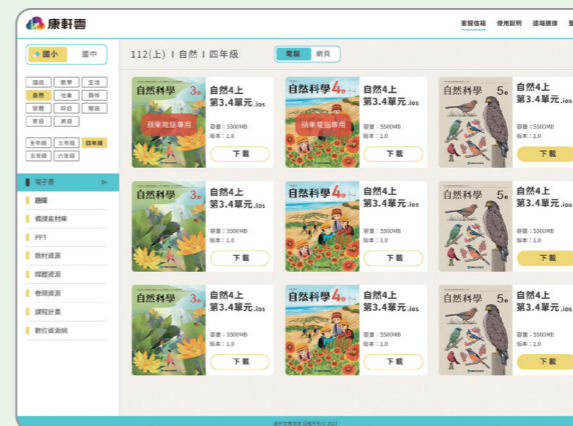 康軒雲
客服信箱 使用說明 遠端連線
國小 國中
112(上) I 自然 I 四年級
電腦 網頁
國語 數學 生活
自然 社會 藝術
健體 綜合 閩語
客語 英語
全年級 三年級 四年級
五年級 六年級
電子書
題庫
備課素材庫
PPT
教材資源
媒體資源
卷類資源
課程計畫
數位資源網
自然科學 3
蘋果電腦專用
自然4上
第3.4單元.ios
容量：5500MB
版本：1.0
下載
自然科學 4
蘋果電腦專用
自然4上
第3.4單元.ios
容量：5500MB
版本：1.0
下載
自然科學 5
自然4上
第3.4單元.ios
容量：5500MB
版本：1.0
下載
自然科學 3
自然4上
第3.4單元.ios
容量：5500MB
版本：1.0
下載
自然科學 4
自然4上
第3.4單元.ios
容量：5500MB
版本：1.0
下載
自然科學 5
自然4上
第3.4單元.ios
容量：5500MB
版本：1.0
下載
自然科學 3
自然4上
第3.4單元.ios
容量：5500MB
版本：1.0
下載
自然科學 4
自然4上
第3.4單元.ios
容量：5500MB
版本：1.0
下載
自然科學 5
自然4上
第3.4單元.ios
容量：5500MB
版本：1.0
下載